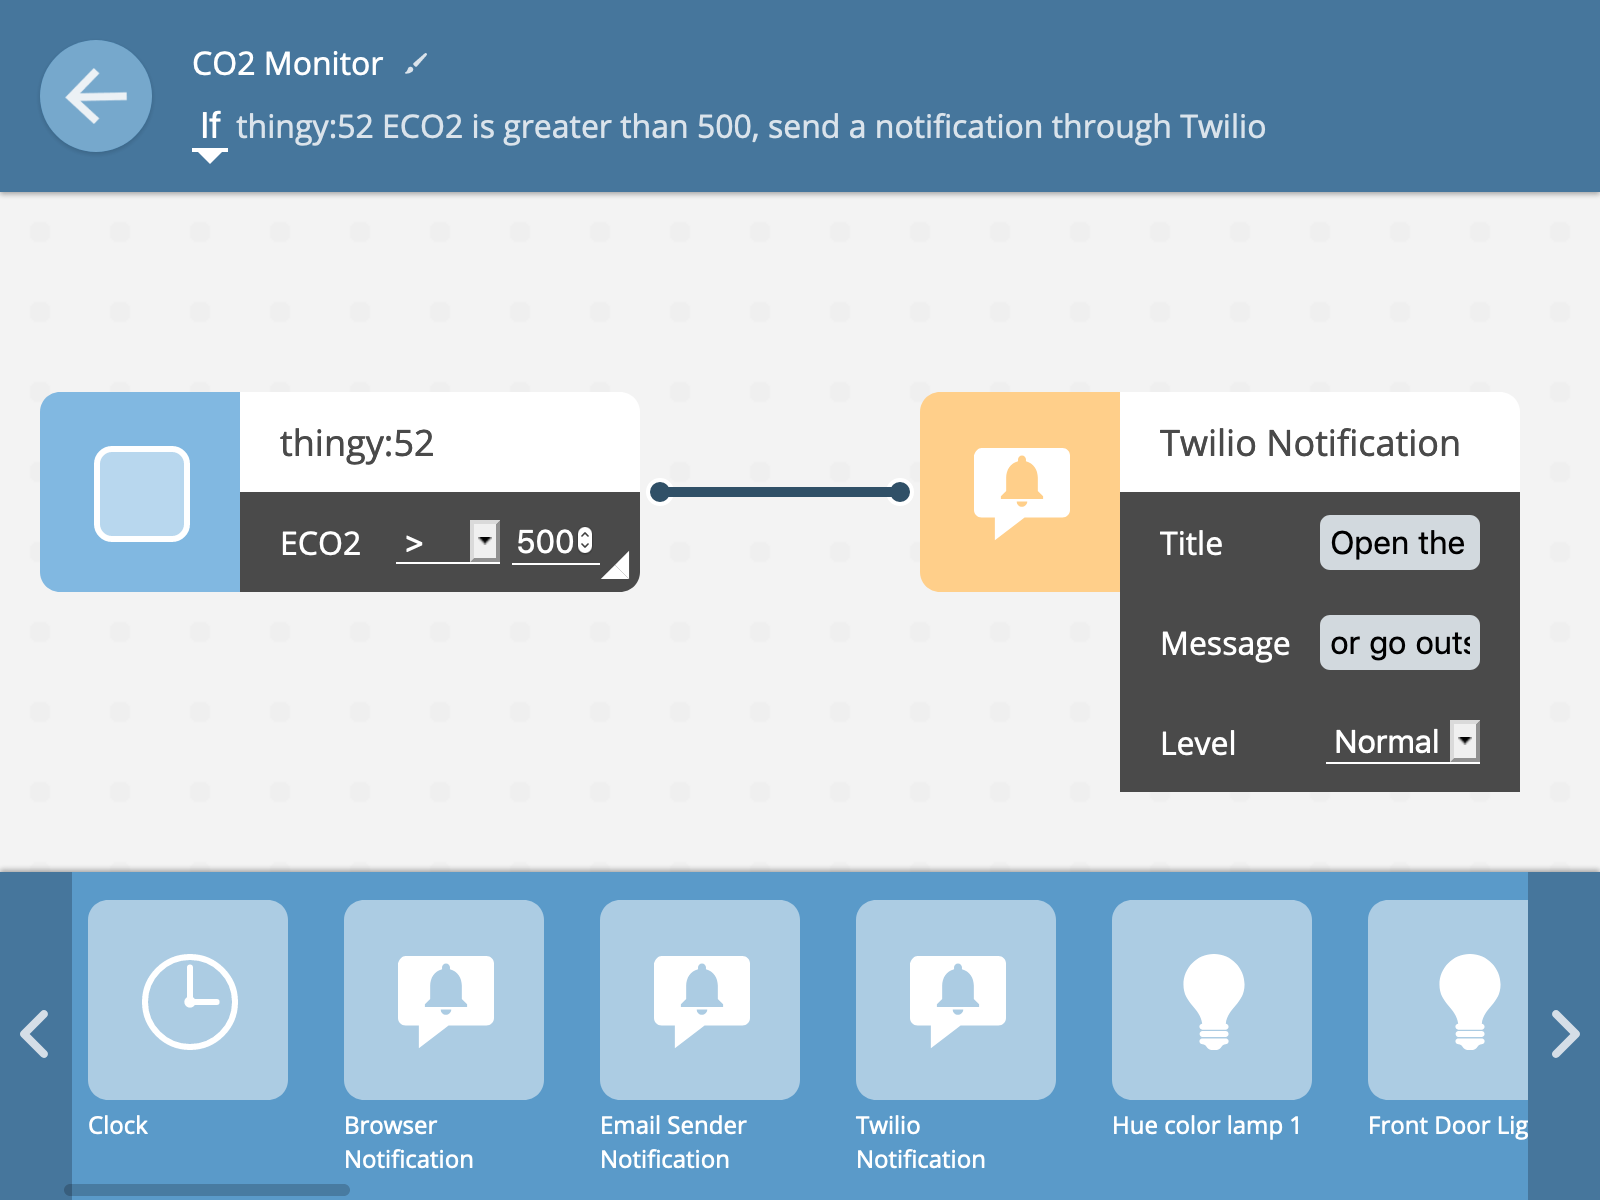 CO2 Monitor
If thingy:52 ECO2 is greater than 500, send a notification through Twilio
thingy:52
ECO2 > 500
Twilio Notification
Title Open the
Message or go outs
Level Normal
Clock
Browser Notification
Email Sender Notification
Twilio Notification
Hue color lamp 1
Front Door Lig